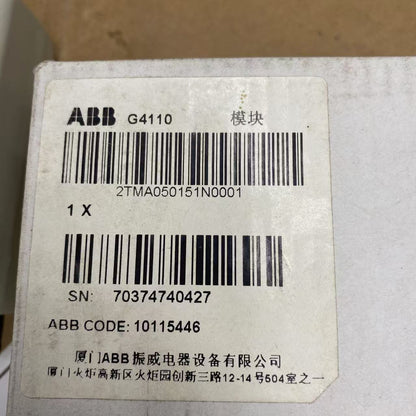 ABB G4110 模块
2TMA050151N0001
1 X
SN: 70374740427
ABB CODE: 10115446
厦门ABB振威电器设备有限公司
厦门火炬高新区火炬园创新三路12-14号604室之一